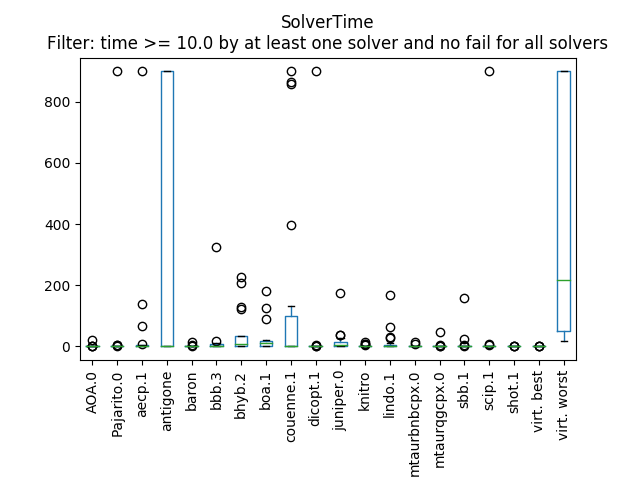 SolverTime
Filter: time >= 10.0 by at least one solver and no fail for all solvers
800
600
400
200
0
AOA.0
Pajarito.0
aecp.1
antigone
baron
bbb.3
bhyb.2
boa.1
couenne.1
dicopt.1
juniper.0
knitro
lindo.1
mtaurbnbcpx.0
mtaurqgcpx.0
sbb.1
scip.1
shot.1
virt. best
virt. worst